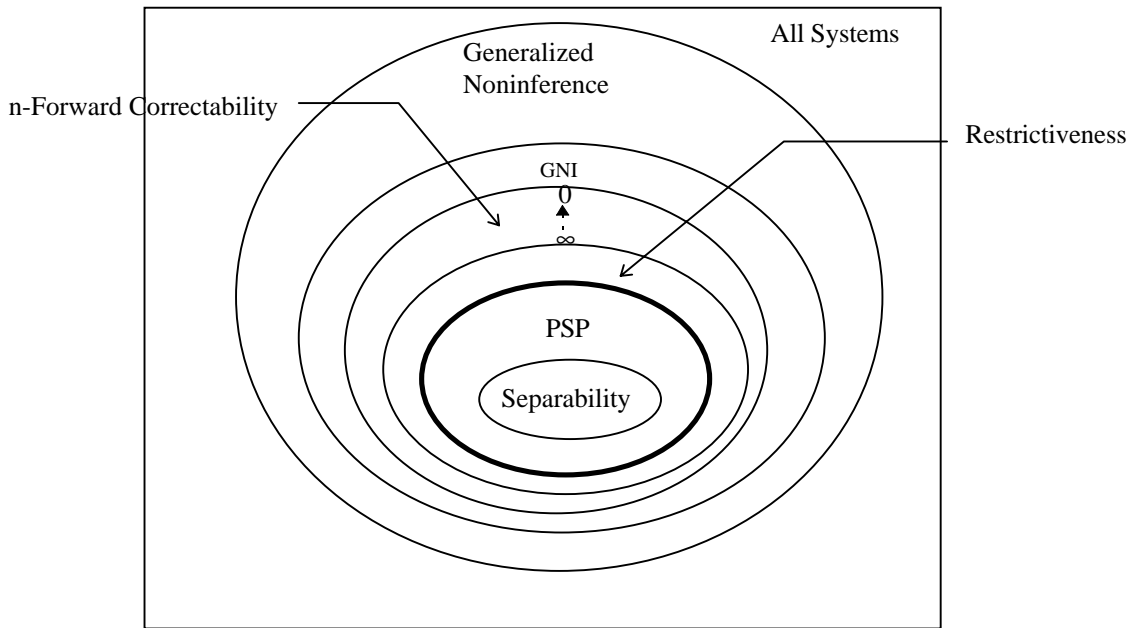 All Systems
Generalized
Noninference
n-Forward Correctability
Restrictiveness
GNI
0
∞
PSP
Separability